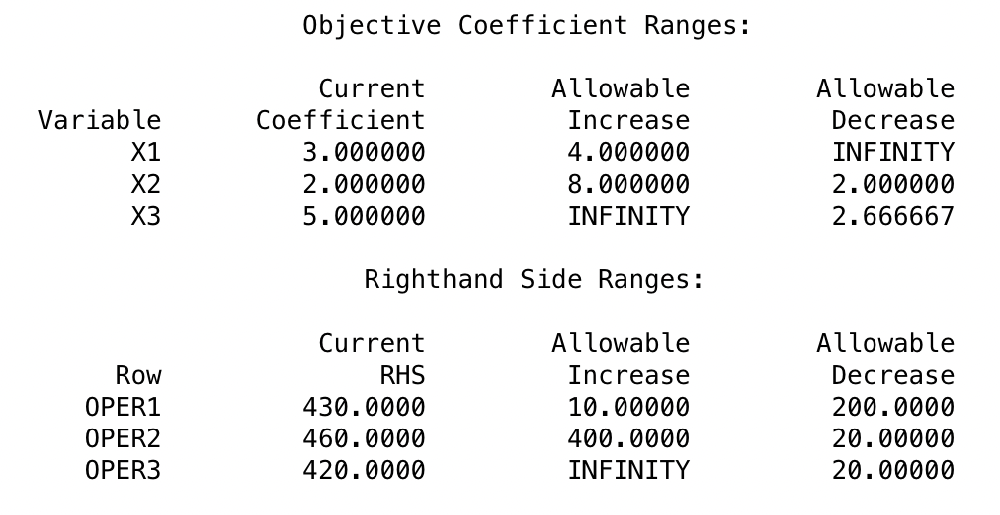 Objective Coefficient Ranges:
Current Allowable Allowable
Variable Coefficient Increase Decrease
X1 3.000000 4.000000 INFINITY
X2 2.000000 8.000000 2.000000
X3 5.000000 INFINITY 2.666667
Righthand Side Ranges:
Current Allowable Allowable
Row RHS Increase Decrease
OPER1 430.0000 10.00000 200.0000
OPER2 460.0000 400.0000 20.00000
OPER3 420.0000 INFINITY 20.00000